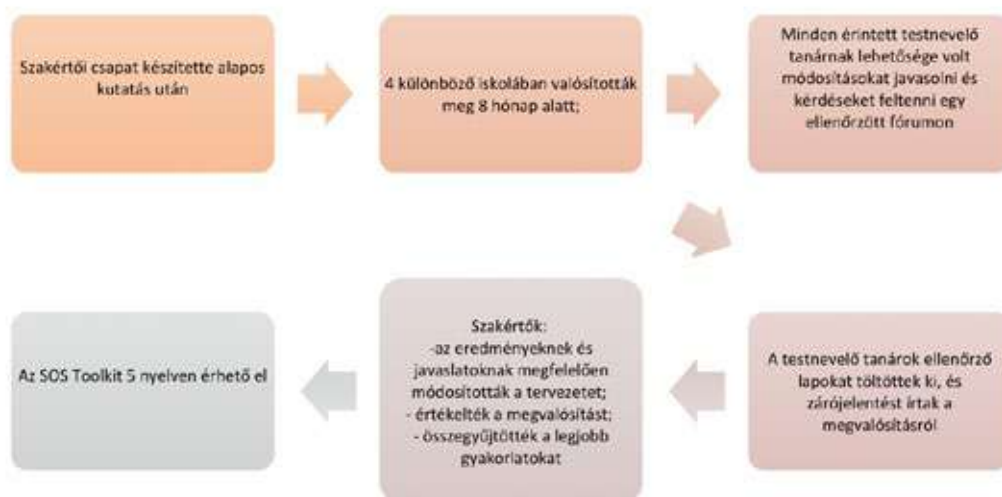 Szakértői csapat készítette alapos
kutatás után
4 különböző iskolában valósították
meg 8 hónap alatt;
Minden érintett testnevelő
tanárnak lehetősége volt
módosításokat javasolni és
kérdéseket feltenni egy
ellenőrzött fórumon
A testnevelő tanárok ellenőrző
lapokat töltöttek ki, és
zárójelentést írtak a
megvalósításról
Szakértők:
-az eredményeknek és
javaslatoknak megfelelően
módosították a tervezetet;
- értékelték a megvalósítást;
- összegyűjtötték a legjobb
gyakorlatokat
Az SOS Toolkit 5 nyelven érhető el